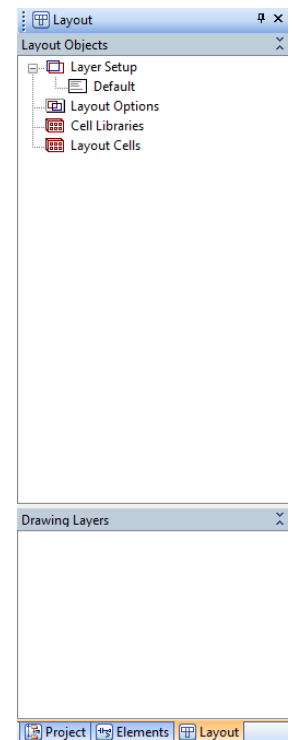 Layout
Layout Objects
Layer Setup
Default
Layout Options
Cell Libraries
Layout Cells
Drawing Layers
Project Elements Layout